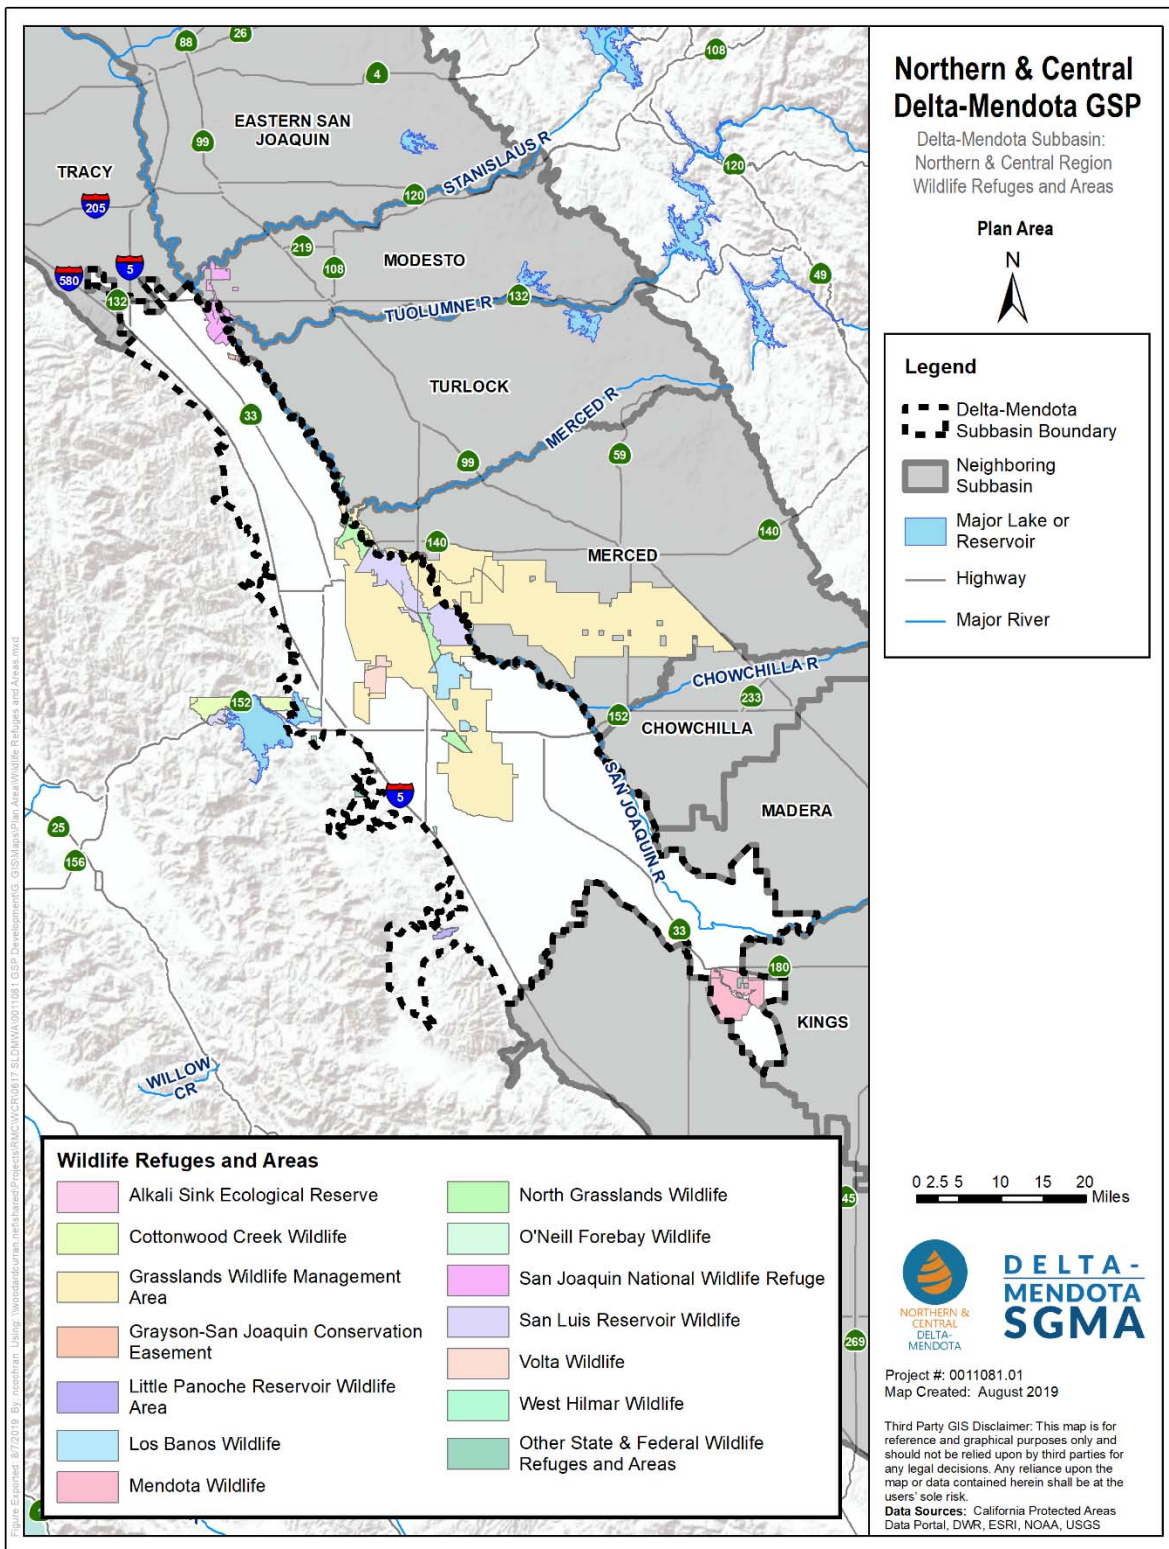 Northern & Central
Delta-Mendota GSP
Delta-Mendota Subbasin:
Northern & Central Region
Wildlife Refuges and Areas
Plan Area
N
Legend
Delta-Mendota
Subbasin Boundary
Neighboring
Subbasin
Major Lake or
Reservoir
Highway
Major River
88
26
4
108
EASTERN SAN
JOAQUIN
99
TRACY
205
STANISLAUS R
120
120
219
108
MODESTO
49
5
580
132
TUOLUMNE R
132
TURLOCK
33
MERCED R
99
59
140
140
MERCED
CHOWCHILLA R
233
152
152
CHOWCHILLA
SAN JOAQUIN R
5
MADERA
25
156
33
180
KINGS
WILLOW
CR
45
269
Wildlife Refuges and Areas
Alkali Sink Ecological Reserve
Cottonwood Creek Wildlife
Grasslands Wildlife Management
Area
Grayson-San Joaquin Conservation
Easement
Little Panoche Reservoir Wildlife
Area
Los Banos Wildlife
Mendota Wildlife
North Grasslands Wildlife
O'Neill Forebay Wildlife
San Joaquin National Wildlife Refuge
San Luis Reservoir Wildlife
Volta Wildlife
West Hilmar Wildlife
Other State & Federal Wildlife
Refuges and Areas
0 2.5 5 10 15 20
Miles
NORTHERN &
CENTRAL
DELTA-
MENDOTA
DELTA-
MENDOTA
SGMA
Project #: 0011081.01
Map Created: August 2019
Third Party GIS Disclaimer: This map is for
reference and graphical purposes only and
should not be relied upon by third parties for
any legal decisions. Any reliance upon the
map or data contained herein shall be at the
users' sole risk.
Data Sources: California Protected Areas
Data Portal, DWR, ESRI, NOAA, USGS